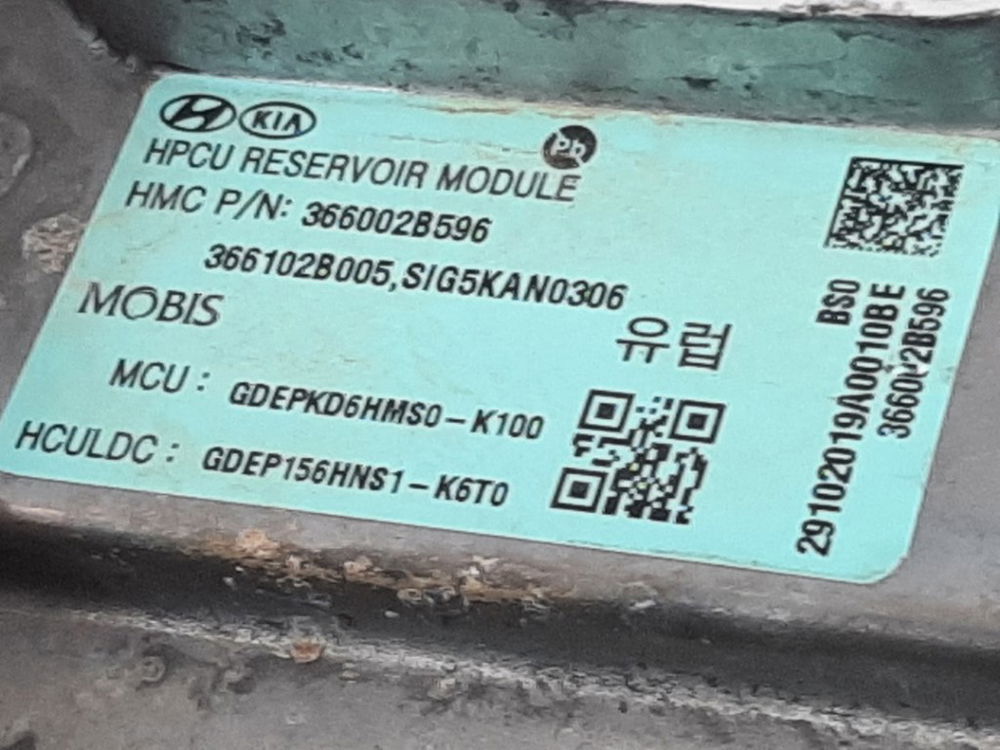 KIA
Pb
HPCU RESERVOIR MODULE
HMC P/N: 366002B596
366102B005,SIG5KAN0306
MOBIS
유럽
MCU : GDEPKD6HMS0-K100
HCULDC : GDEP156HNS1-K6T0
BS0
29102019A0010BE
366002B596